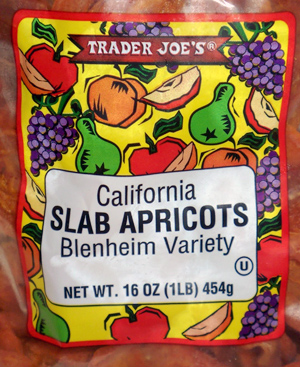 TRADER JOE'S®
California
SLAB APRICOTS
Blenheim Variety
U
NET WT. 16 OZ (1LB) 454g